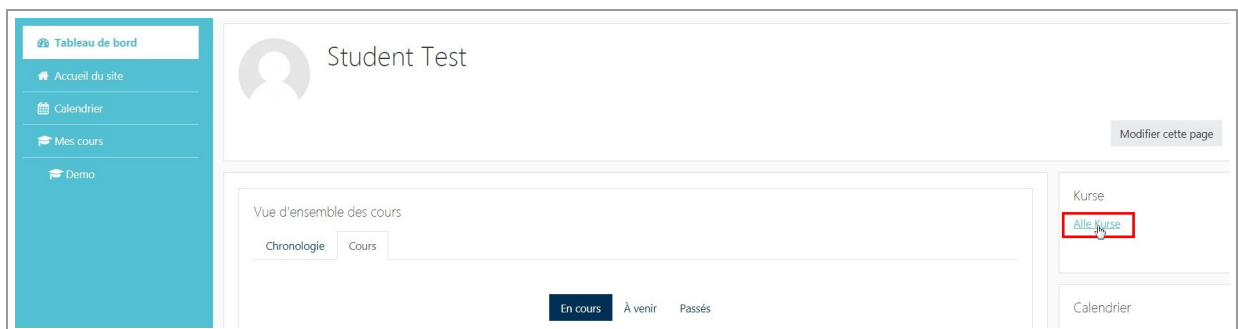 Tableau de bord
Accueil du site
Calendrier
Mes cours
Demo
Student Test
Modifier cette page
Vue d'ensemble des cours
Chronologie Cours
En cours À venir Passés
Kurse
Alle Kurse
Calendrier